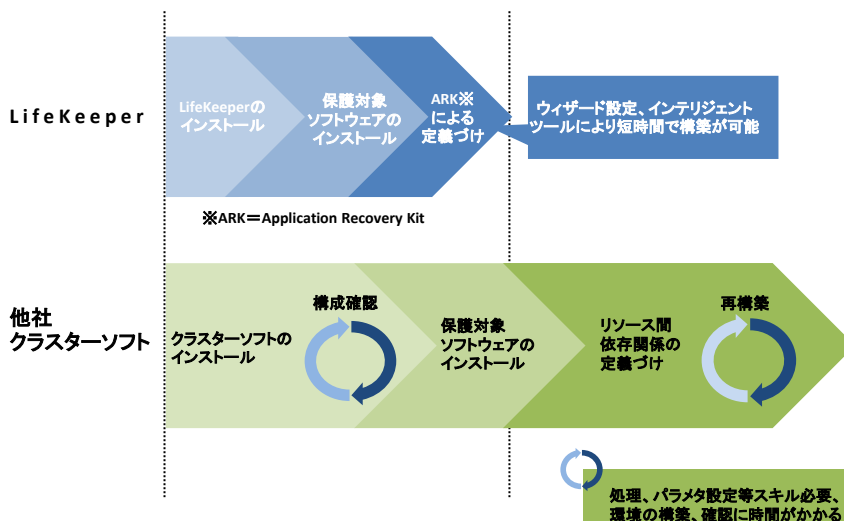 LifeKeeper
LifeKeeperの
インストール
保護対象
ソフトウェアの
インストール
ARK※
による
定義づけ
ウィザード設定、インテリジェント
ツールにより短時間で構築が可能
※ARK＝Application Recovery Kit
他社
クラスターソフト
クラスターソフトの
インストール
構成確認
保護対象
ソフトウェアの
インストール
リソース間
依存関係の
定義づけ
再構築
処理、パラメタ設定等スキル必要、
環境の構築、確認に時間がかかる